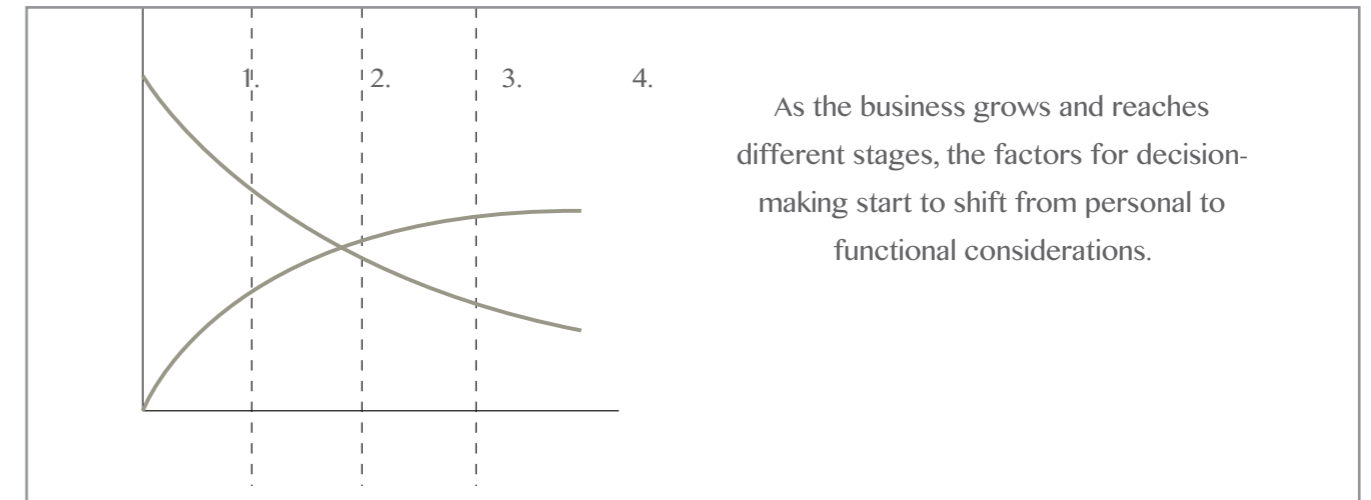 1. 2. 3. 4.
As the business grows and reaches
different stages, the factors for decision-
making start to shift from personal to
functional considerations.